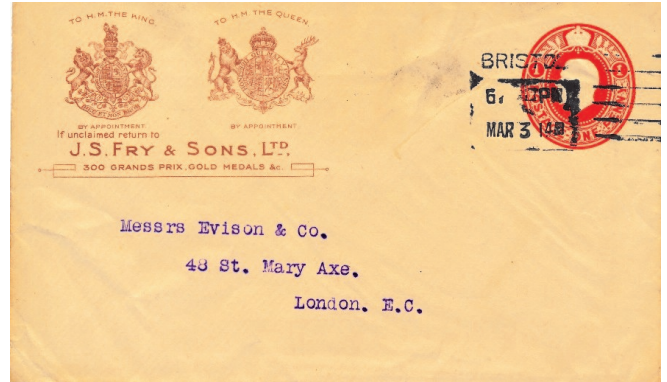 TO H.M. THE KING.
TO H.M. THE QUEEN.
BY APPOINTMENT.
BY APPOINTMENT.
If unclaimed return to
J. S. FRY & SONS, LTD.
300 GRANDS PRIX, GOLD MEDALS &c.
BRISTOL
MAR 3
Messrs Evison & Co.
48 St. Mary Axe.
London. E.C.